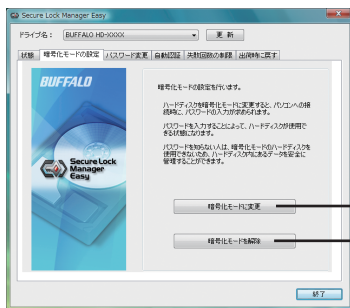 Secure Lock Manager Easy
ドライブ名： BUFFALO HD-XXXX 更 新
状態 暗号化モードの設定 パスワード変更 自動認証 失敗回数の制限 出荷時に戻す
BUFFALO
Secure Lock
Manager
Easy
暗号化モードの設定を行います。
ハードディスクを暗号化モードに変更すると、パソコンへの接
続時に、パスワードの入力が求められます。
パスワードを入力することによって、ハードディスクが使用で
きる状態になります。
パスワードを知らない人は、暗号化モードのハードディスクを
使用できないため、ハードディスク内にあるデータを安全に
管理することができます。
暗号化モードに変更
暗号化モードを解除
終了